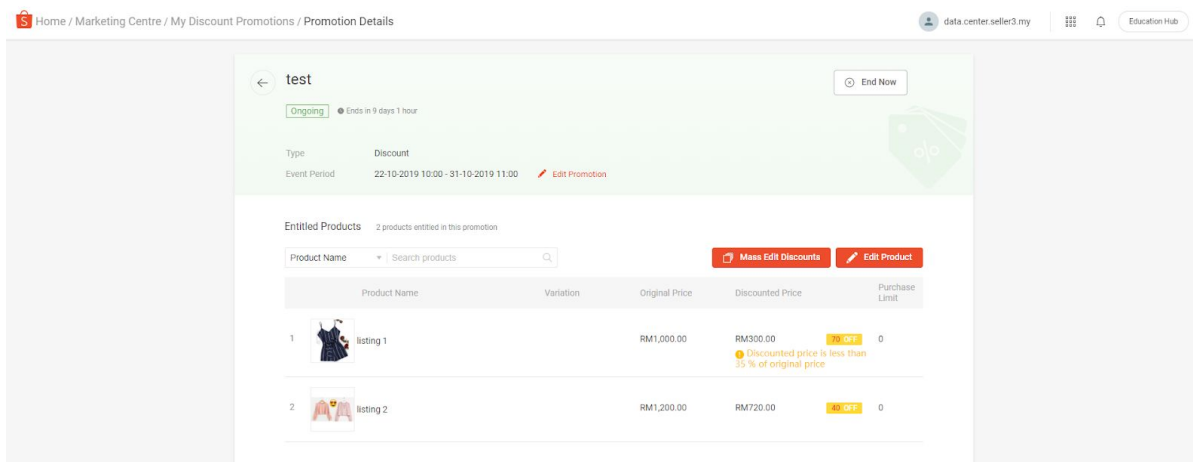 S Home / Marketing Centre / My Discount Promotions / Promotion Details
data.center.seller3.my
Education Hub
test
End Now
Ongoing Ends in 9 days 1 hour
Type Discount
Event Period 22-10-2019 10:00 - 31-10-2019 11:00 Edit Promotion
%
Entitled Products 2 products entitled in this promotion
Product Name Search products Mass Edit Discounts Edit Product
Product Name Variation Original Price Discounted Price Purchase Limit
1 listing 1 RM1,000.00 RM300.00 70 OFF 0
Discounted price is less than
35 % of original price
2 listing 2 RM1,200.00 RM720.00 40 OFF 0